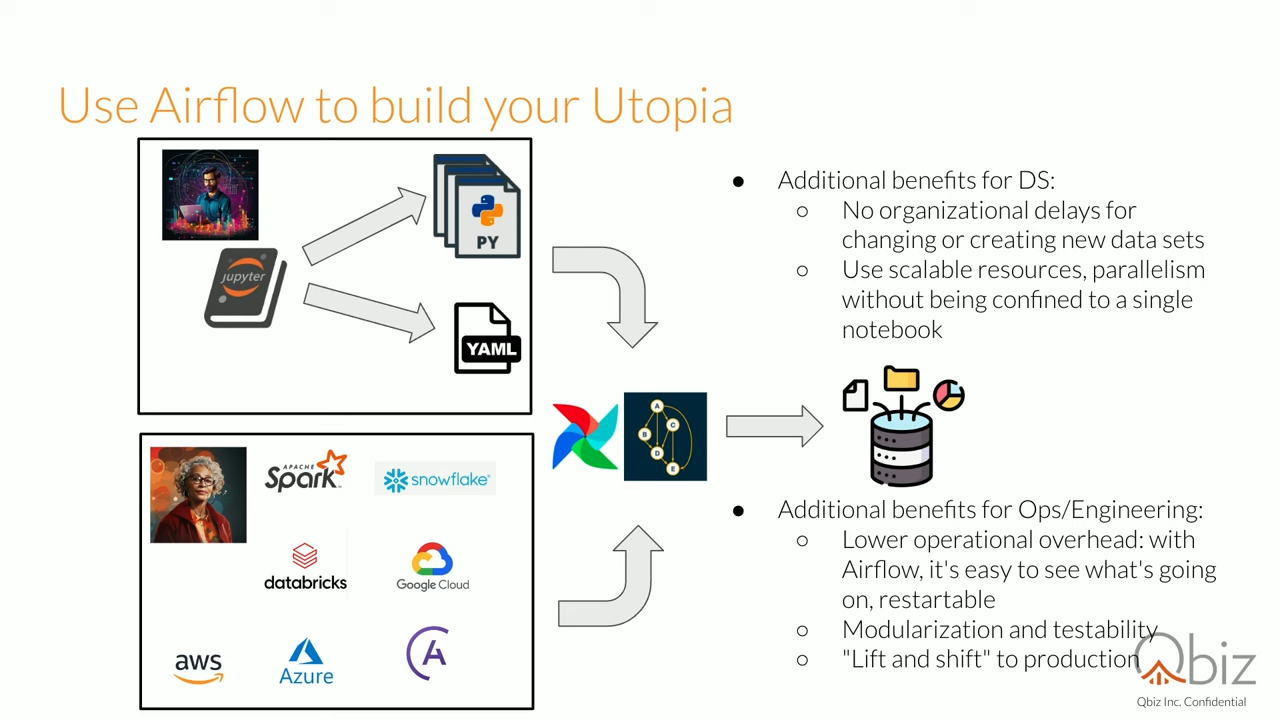 Use Airflow to build your Utopia
jupyter
PY
YAML
APACHE
Spark
snowflake
databricks
Google Cloud
aws
Azure
A
B
C
D
E
● Additional benefits for DS:
○ No organizational delays for
changing or creating new data sets
○ Use scalable resources, parallelism
without being confined to a single
notebook
● Additional benefits for Ops/Engineering:
○ Lower operational overhead: with
Airflow, it's easy to see what's going
on, restartable
○ Modularization and testability
○ "Lift and shift" to production
Qbiz
Qbiz Inc. Confidential